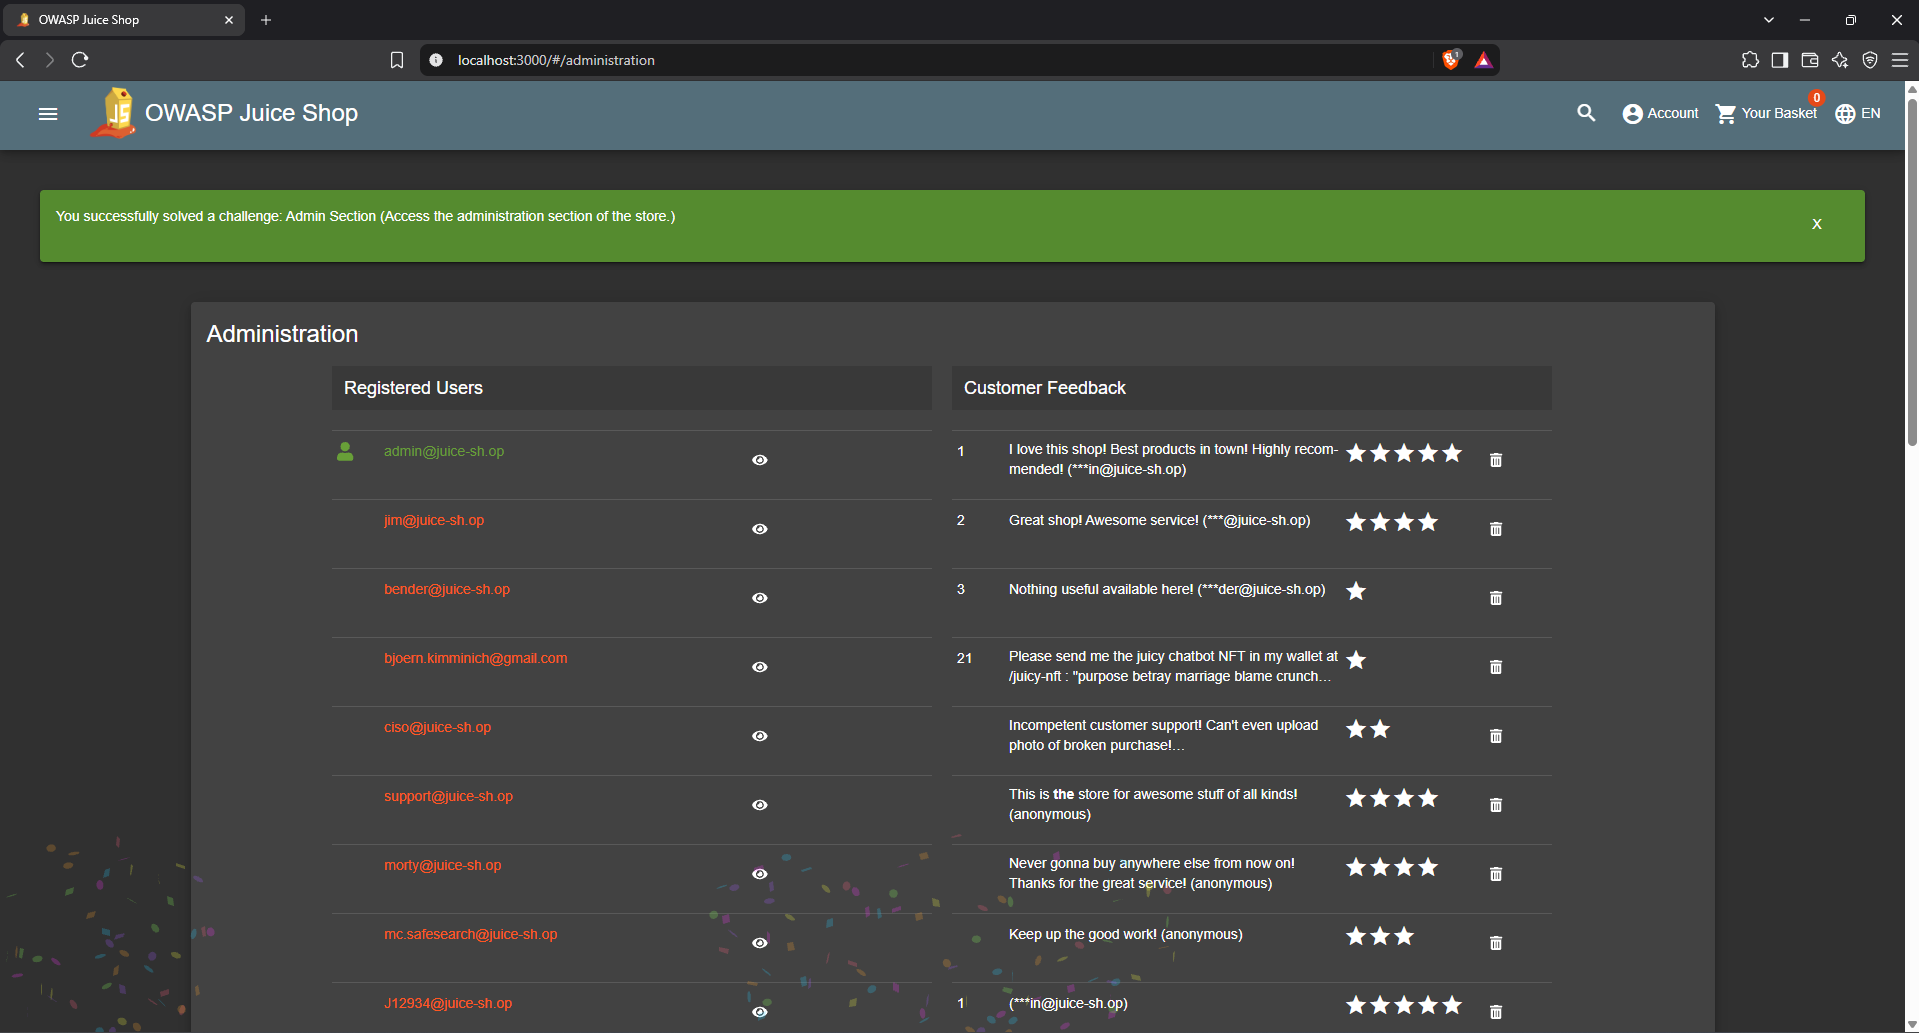 OWASP Juice Shop
localhost:3000/#/administration
1
OWASP Juice Shop
Account
0
Your Basket
EN
You successfully solved a challenge: Admin Section (Access the administration section of the store.)
X
Administration
Registered Users
admin@juice-sh.op
jim@juice-sh.op
bender@juice-sh.op
bjoern.kimminich@gmail.com
ciso@juice-sh.op
support@juice-sh.op
morty@juice-sh.op
mc.safesearch@juice-sh.op
J12934@juice-sh.op
Customer Feedback
1
I love this shop! Best products in town! Highly recom-
mended! (***in@juice-sh.op)
2
Great shop! Awesome service! (***@juice-sh.op)
3
Nothing useful available here! (***der@juice-sh.op)
21
Please send me the juicy chatbot NFT in my wallet at
/juicy-nft : "purpose betray marriage blame crunch...
Incompetent customer support! Can't even upload
photo of broken purchase!...
This is the store for awesome stuff of all kinds!
(anonymous)
Never gonna buy anywhere else from now on!
Thanks for the great service! (anonymous)
Keep up the good work! (anonymous)
1
(***in@juice-sh.op)